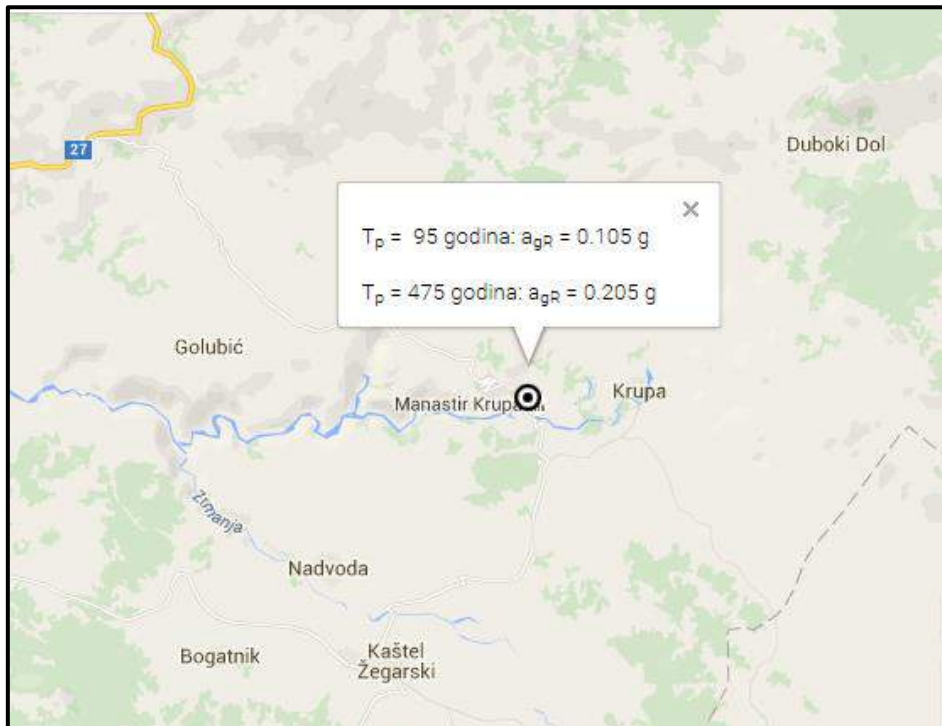 27
Duboki Dol
×
Tp = 95 godina: agR = 0.105 g
Tp = 475 godina: agR = 0.205 g
Golubić
Manastir Krupa
Krupa
Zrmanja
Nadvoda
Bogatnik
Kaštel
Žegarski